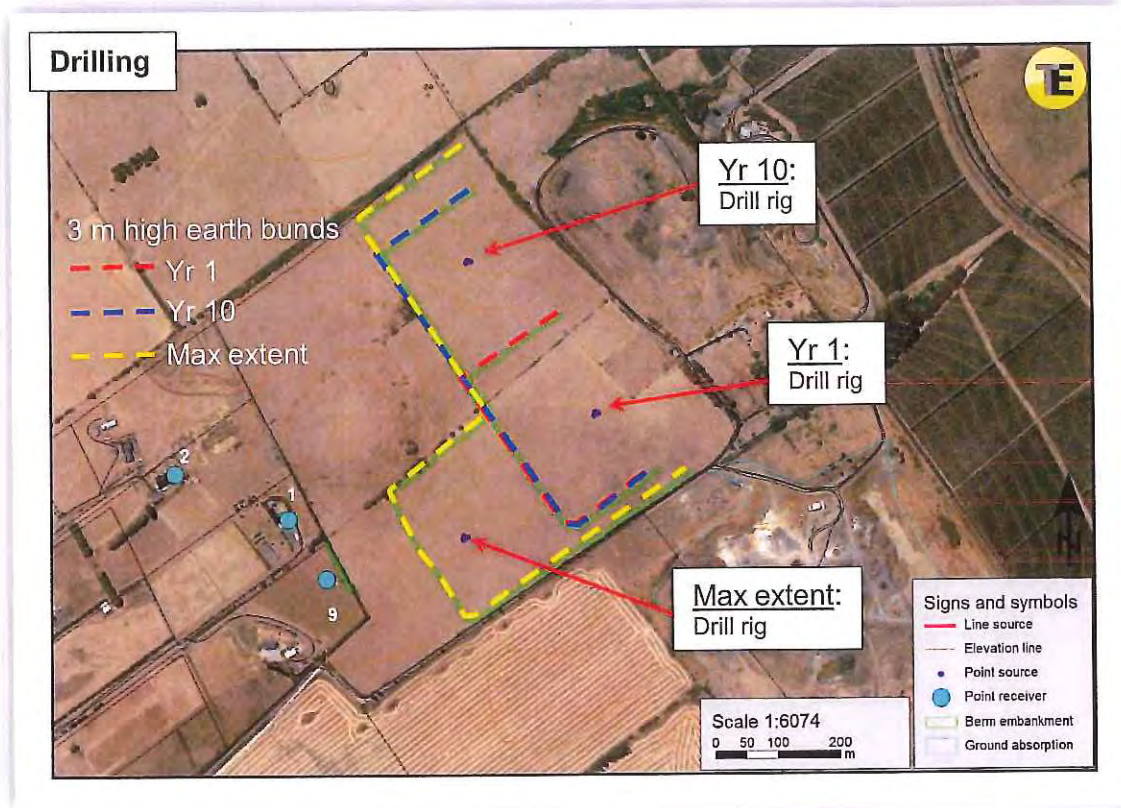 Drilling
TE
Yr 10:
Drill rig
3 m high earth bunds
Yr 1
Yr 10
Max extent
Yr 1:
Drill rig
2
1
9
Max extent:
Drill rig
Signs and symbols
Line source
Elevation line
Point source
Point receiver
Berm embankment
Ground absorption
Scale 1:6074
0 50 100 200
m